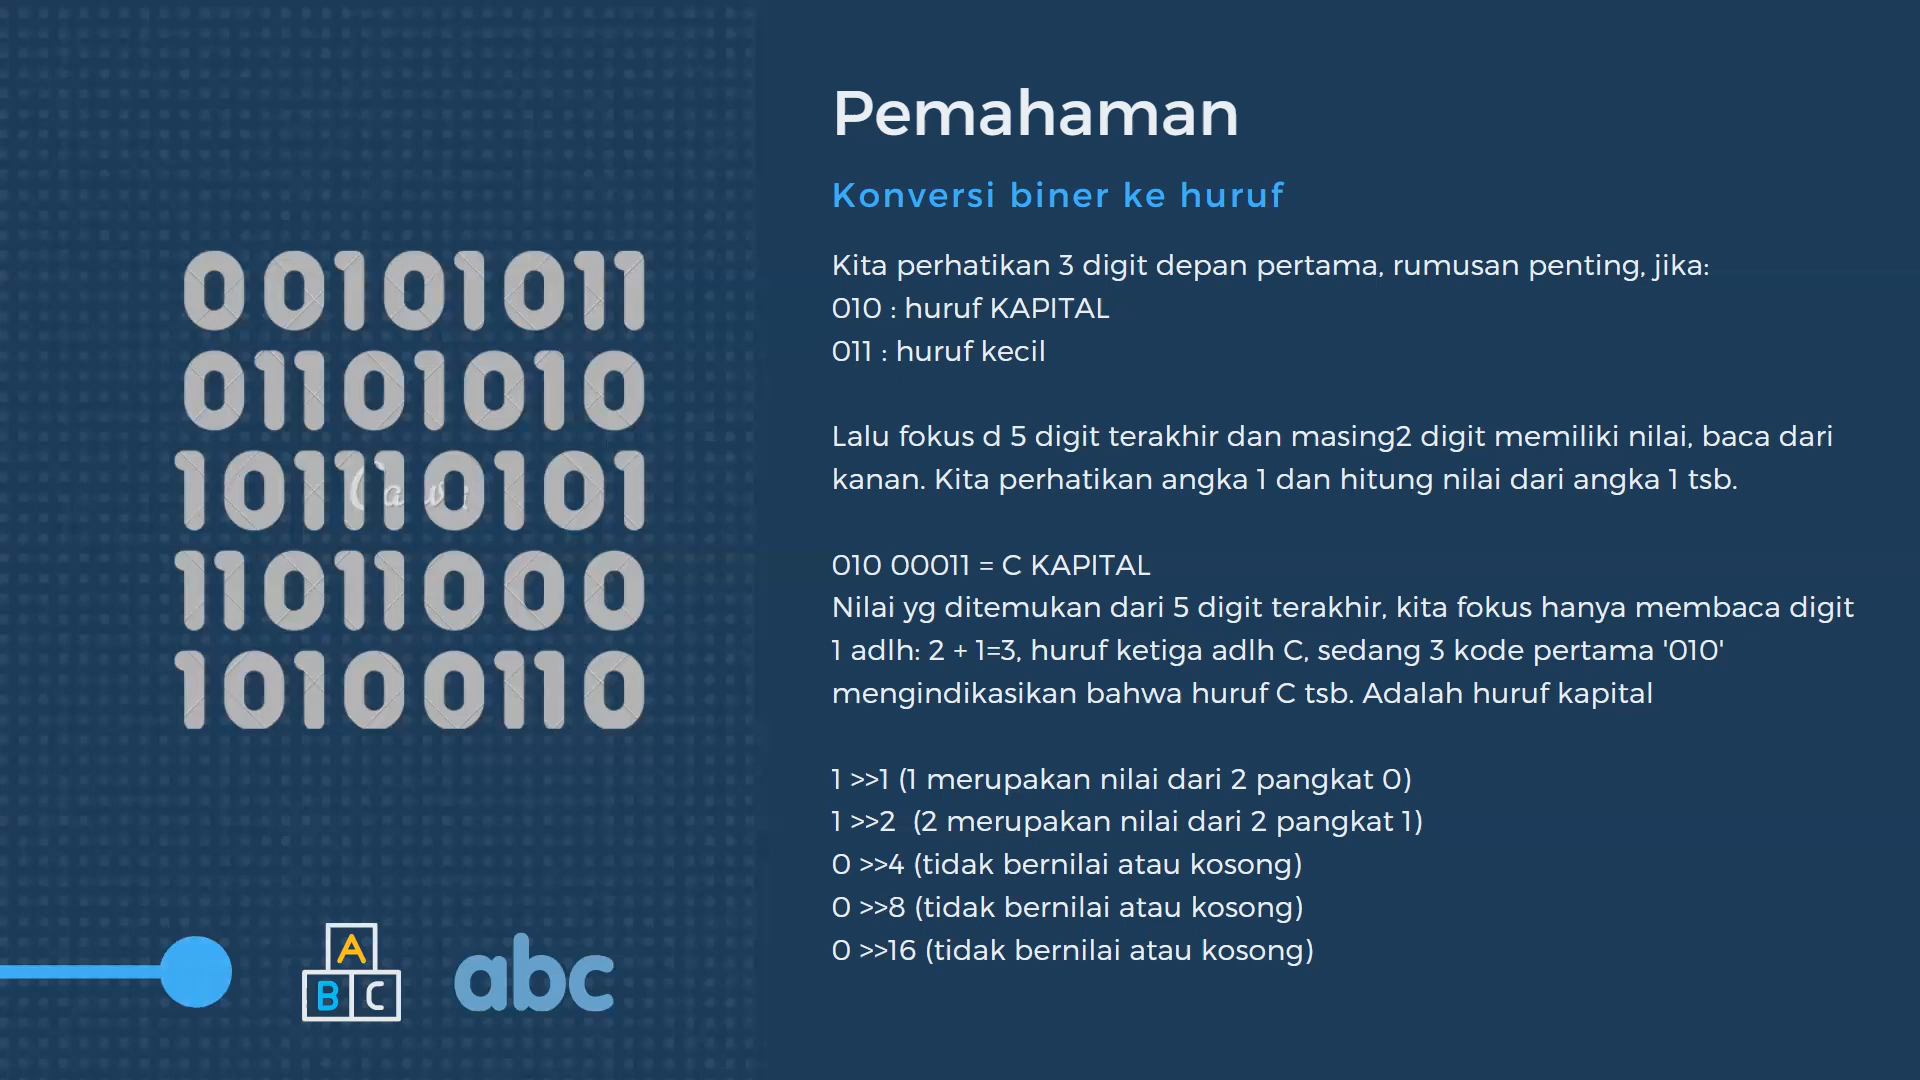 Pemahaman
Konversi biner ke huruf
Kita perhatikan 3 digit depan pertama, rumusan penting, jika:
010 : huruf KAPITAL
011 : huruf kecil
Lalu fokus d 5 digit terakhir dan masing2 digit memiliki nilai, baca dari
kanan. Kita perhatikan angka 1 dan hitung nilai dari angka 1 tsb.
010 00011 = C KAPITAL
Nilai yg ditemukan dari 5 digit terakhir, kita fokus hanya membaca digit
1 adlh: 2 + 1=3, huruf ketiga adlh C, sedang 3 kode pertama '010'
mengindikasikan bahwa huruf C tsb. Adalah huruf kapital
1 >>1 (1 merupakan nilai dari 2 pangkat 0)
1 >>2  (2 merupakan nilai dari 2 pangkat 1)
0 >>4 (tidak bernilai atau kosong)
0 >>8 (tidak bernilai atau kosong)
0 >>16 (tidak bernilai atau kosong)
00101011
01101010
101110101
11011000
10100110
Canva
A
B C
abc